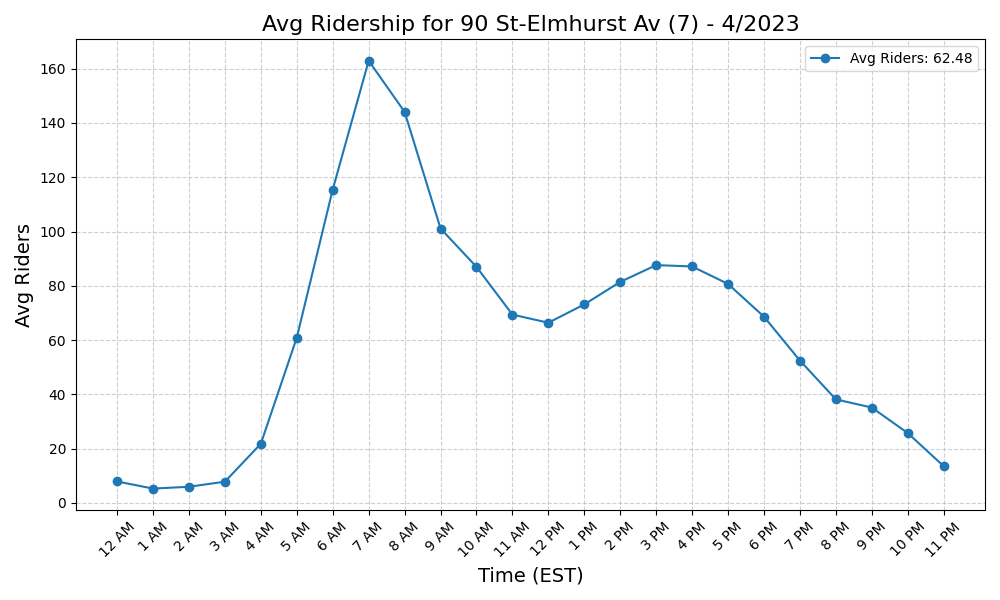 Avg Ridership for 90 St-Elmhurst Av (7) - 4/2023
Avg Riders: 62.48
Avg Riders
160
140
120
100
80
60
40
20
0
12 AM
1 AM
2 AM
3 AM
4 AM
5 AM
6 AM
7 AM
8 AM
9 AM
10 AM
11 AM
12 PM
1 PM
2 PM
3 PM
4 PM
5 PM
6 PM
7 PM
8 PM
9 PM
10 PM
11 PM
Time (EST)